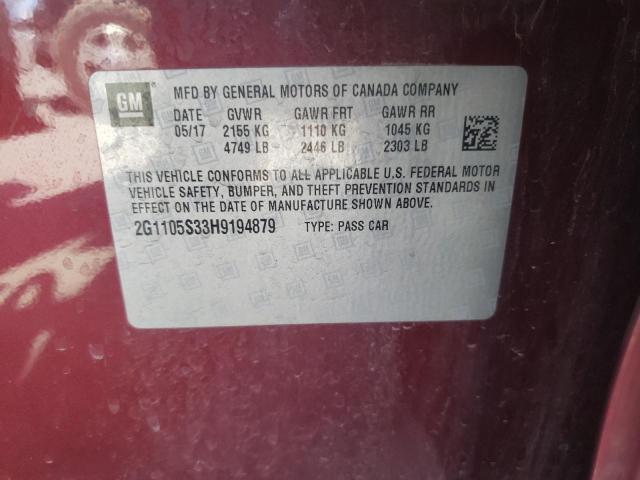 GM
MFD BY GENERAL MOTORS OF CANADA COMPANY
DATE GVWR GAWR FRT GAWR RR
05/17 2155 KG 1110 KG 1045 KG
4749 LB 2446 LB 2303 LB
THIS VEHICLE CONFORMS TO ALL APPLICABLE U.S. FEDERAL MOTOR
VEHICLE SAFETY, BUMPER, AND THEFT PREVENTION STANDARDS IN
EFFECT ON THE DATE OF MANUFACTURE SHOWN ABOVE.
2G1105S33H9194879 TYPE: PASS CAR